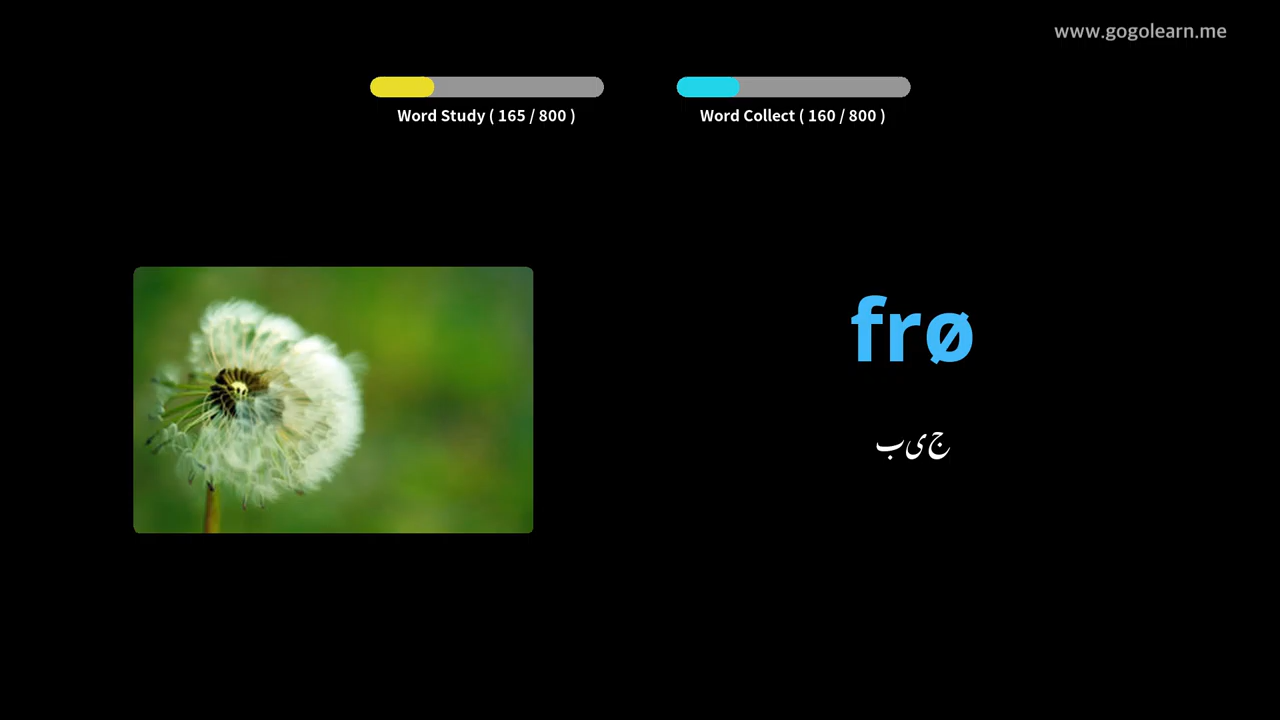 www.gogolearn.me
Word Study ( 165 / 800 )
Word Collect ( 160 / 800 )
frø
ج ی ب